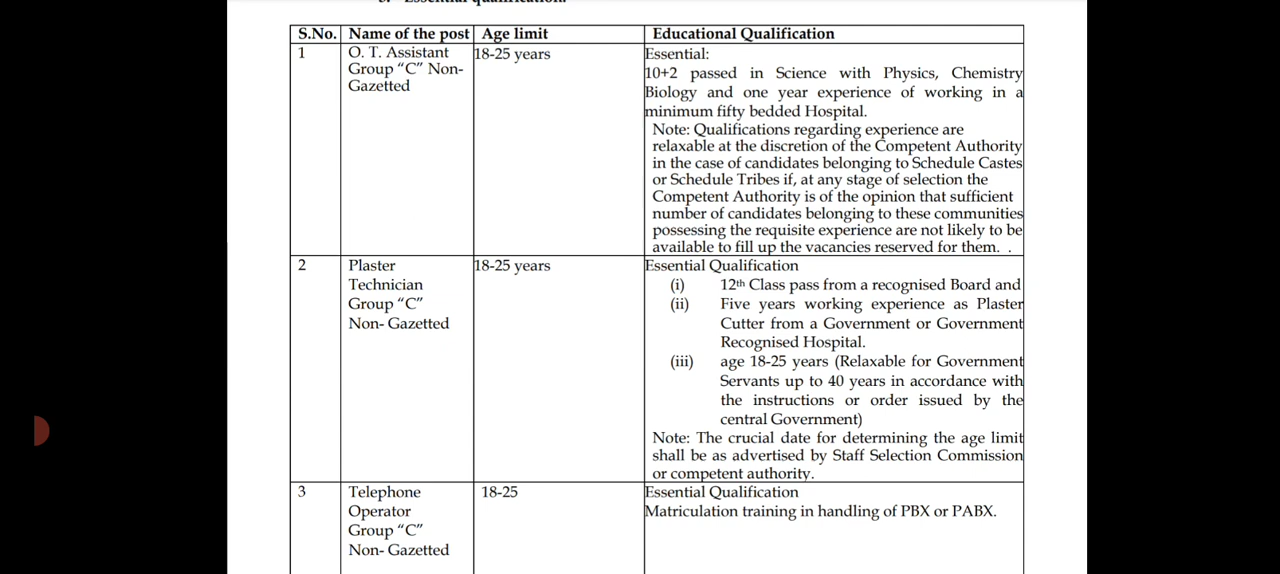 S.No. Name of the post Age limit Educational Qualification
1 O. T. Assistant Group “C” Non-Gazetted 18-25 years
Essential:
10+2 passed in Science with Physics, Chemistry
Biology and one year experience of working in a
minimum fifty bedded Hospital.
Note: Qualifications regarding experience are
relaxable at the discretion of the Competent Authority
in the case of candidates belonging to Schedule Castes
or Schedule Tribes if, at any stage of selection the
Competent Authority is of the opinion that sufficient
number of candidates belonging to these communities
possessing the requisite experience are not likely to be
available to fill up the vacancies reserved for them. .
2 Plaster
Technician
Group “C”
Non- Gazetted
18-25 years
Essential Qualification
(i) 12th Class pass from a recognised Board and
(ii) Five years working experience as Plaster
Cutter from a Government or Government
Recognised Hospital.
(iii) age 18-25 years (Relaxable for Government
Servants up to 40 years in accordance with
the instructions or order issued by the
central Government)
Note: The crucial date for determining the age limit
shall be as advertised by Staff Selection Commission
or competent authority.
3 Telephone
Operator
Group “C”
Non- Gazetted
18-25
Essential Qualification
Matriculation training in handling of PBX or PABX.